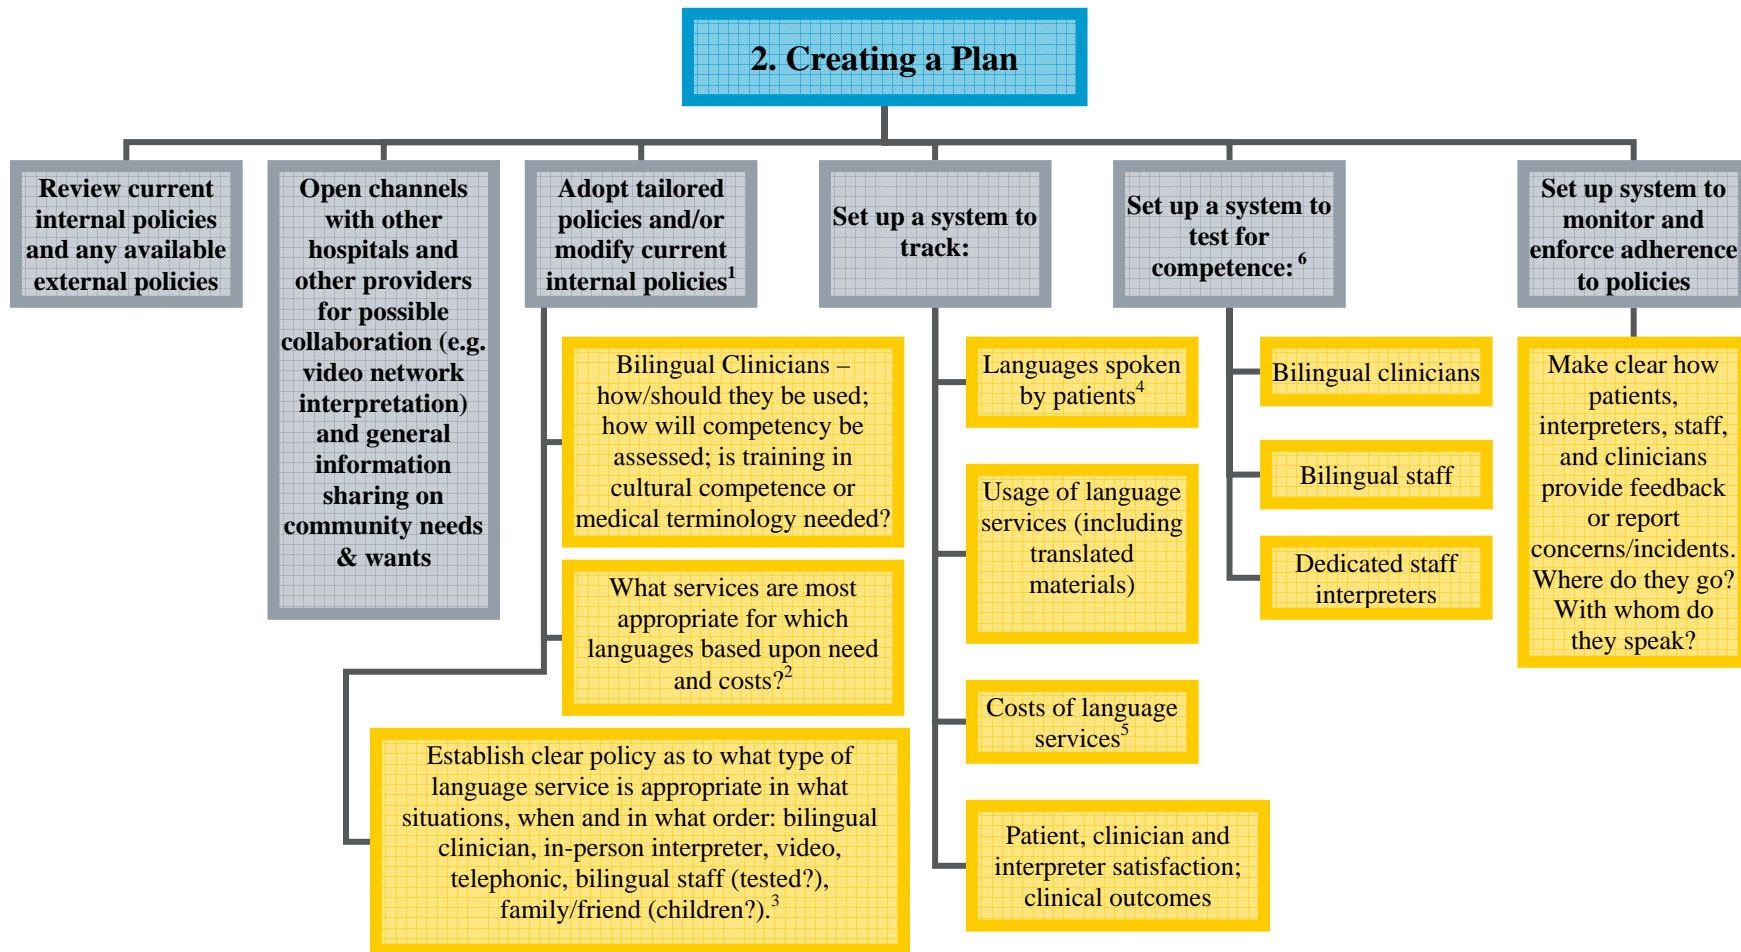 2. Creating a Plan
Review current
internal policies
and any available
external policies
Open channels
with other
hospitals and
other providers
for possible
collaboration (e.g.
video network
interpretation)
and general
information
sharing on
community needs
& wants
Adopt tailored
policies and/or
modify current
internal policies¹
Bilingual Clinicians –
how/should they be used;
how will competency be
assessed; is training in
cultural competence or
medical terminology needed?
What services are most
appropriate for which
languages based upon need
and costs?²
Establish clear policy as to what type of
language service is appropriate in what
situations, when and in what order: bilingual
clinician, in-person interpreter, video,
telephonic, bilingual staff (tested?),
family/friend (children?).³
Set up a system to
track:
Languages spoken
by patients⁴
Usage of language
services (including
translated
materials)
Costs of language
services⁵
Patient, clinician and
interpreter satisfaction;
clinical outcomes
Set up a system to
test for
competence: ⁶
Bilingual clinicians
Bilingual staff
Dedicated staff
interpreters
Set up system to
monitor and
enforce adherence
to policies
Make clear how
patients,
interpreters, staff,
and clinicians
provide feedback
or report
concerns/incidents.
Where do they go?
With whom do
they speak?